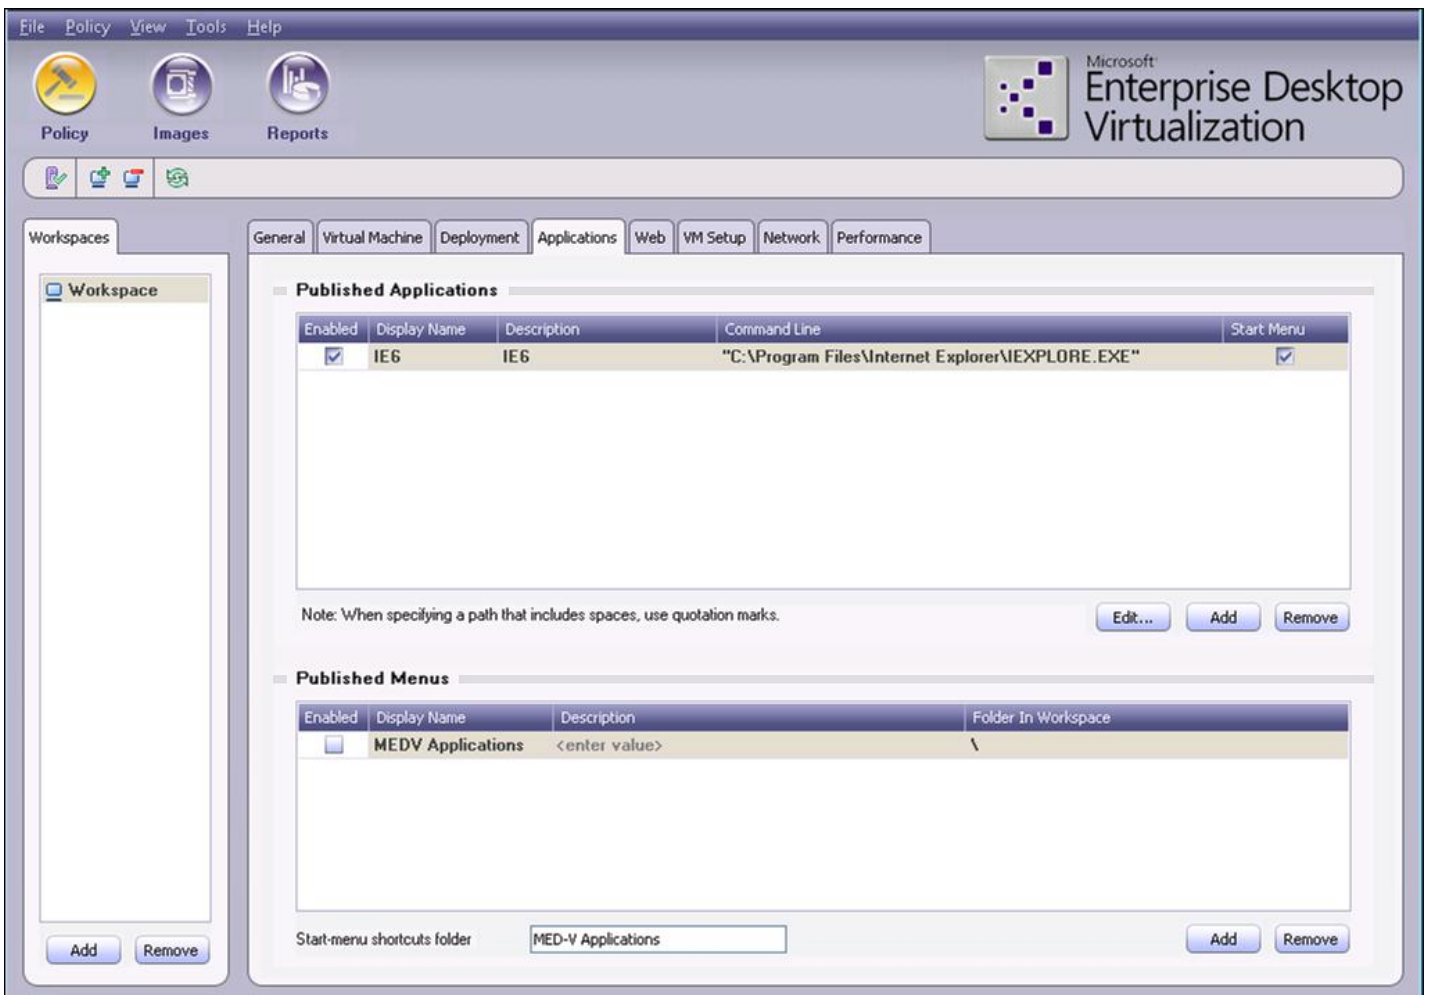 File Policy View Tools Help
Microsoft
Enterprise Desktop
Virtualization
Policy Images Reports
Workspaces
General Virtual Machine Deployment Applications Web VM Setup Network Performance
Workspace
Published Applications
Enabled Display Name Description Command Line Start Menu
IE6 IE6 "C:\Program Files\Internet Explorer\IEXPLORE.EXE"
Note: When specifying a path that includes spaces, use quotation marks.
Edit... Add Remove
Published Menus
Enabled Display Name Description Folder In Workspace
MEDV Applications <enter value> \
Start-menu shortcuts folder MED-V Applications
Add Remove
Add Remove